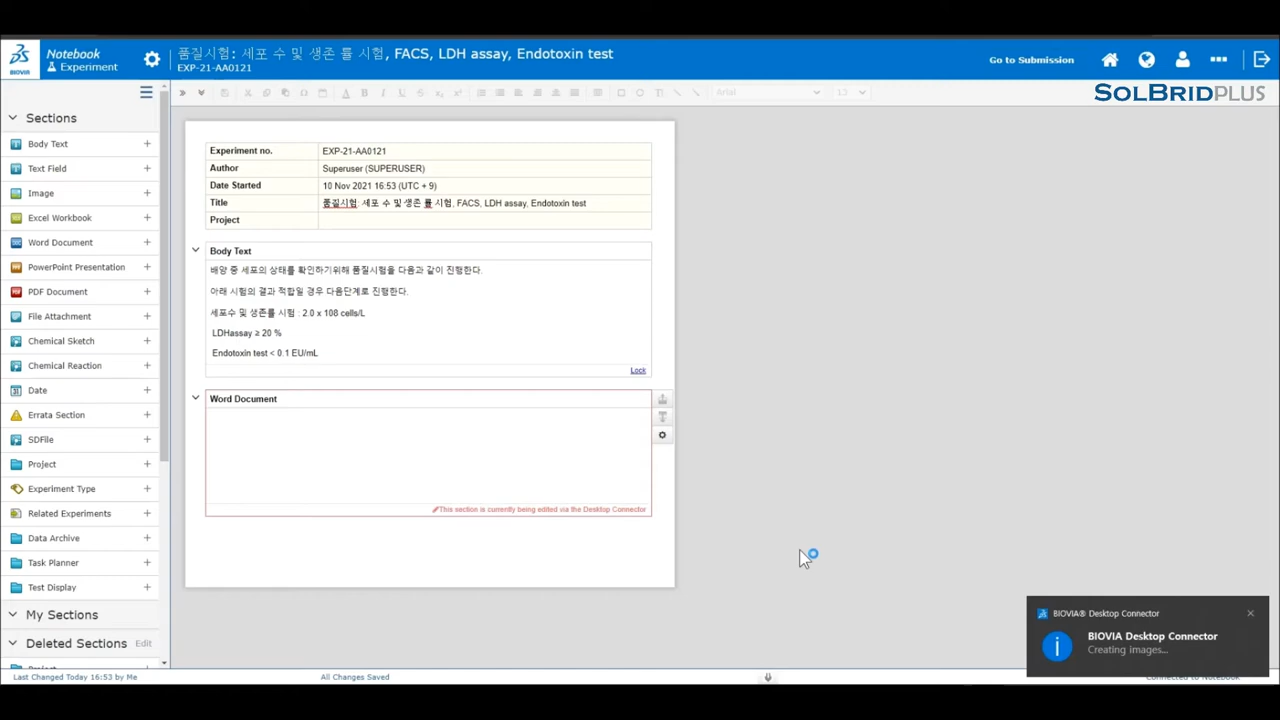 BIOVIA
Notebook
Experiment
품질시험: 세포 수 및 생존 률 시험, FACS, LDH assay, Endotoxin test
EXP-21-AA0121
Go to Submission
Arial
13
SOLBRIDPLUS
Sections
Body Text
Text Field
Image
Excel Workbook
Word Document
PowerPoint Presentation
PDF Document
File Attachment
Chemical Sketch
Chemical Reaction
Date
Errata Section
SDFile
Project
Experiment Type
Related Experiments
Data Archive
Task Planner
Test Display
My Sections
Deleted Sections Edit
Project
Experiment no. EXP-21-AA0121
Author Superuser (SUPERUSER)
Date Started 10 Nov 2021 16:53 (UTC + 9)
Title 품질시험: 세포 수 및 생존 률 시험, FACS, LDH assay, Endotoxin test
Project
Body Text
배양 중 세포의 상태를 확인하기위해 품질시험을 다음과 같이 진행한다.
아래 시험의 결과 적합일 경우 다음단계로 진행한다.
세포수 및 생존률 시험 : 2.0 x 108 cells/L
LDHassay ≥ 20 %
Endotoxin test < 0.1 EU/mL
Lock
Word Document
This section is currently being edited via the Desktop Connector
BIOVIA® Desktop Connector
BIOVIA Desktop Connector
Creating images...
Last Changed Today 16:53 by Me
All Changes Saved
Connected to Notebook